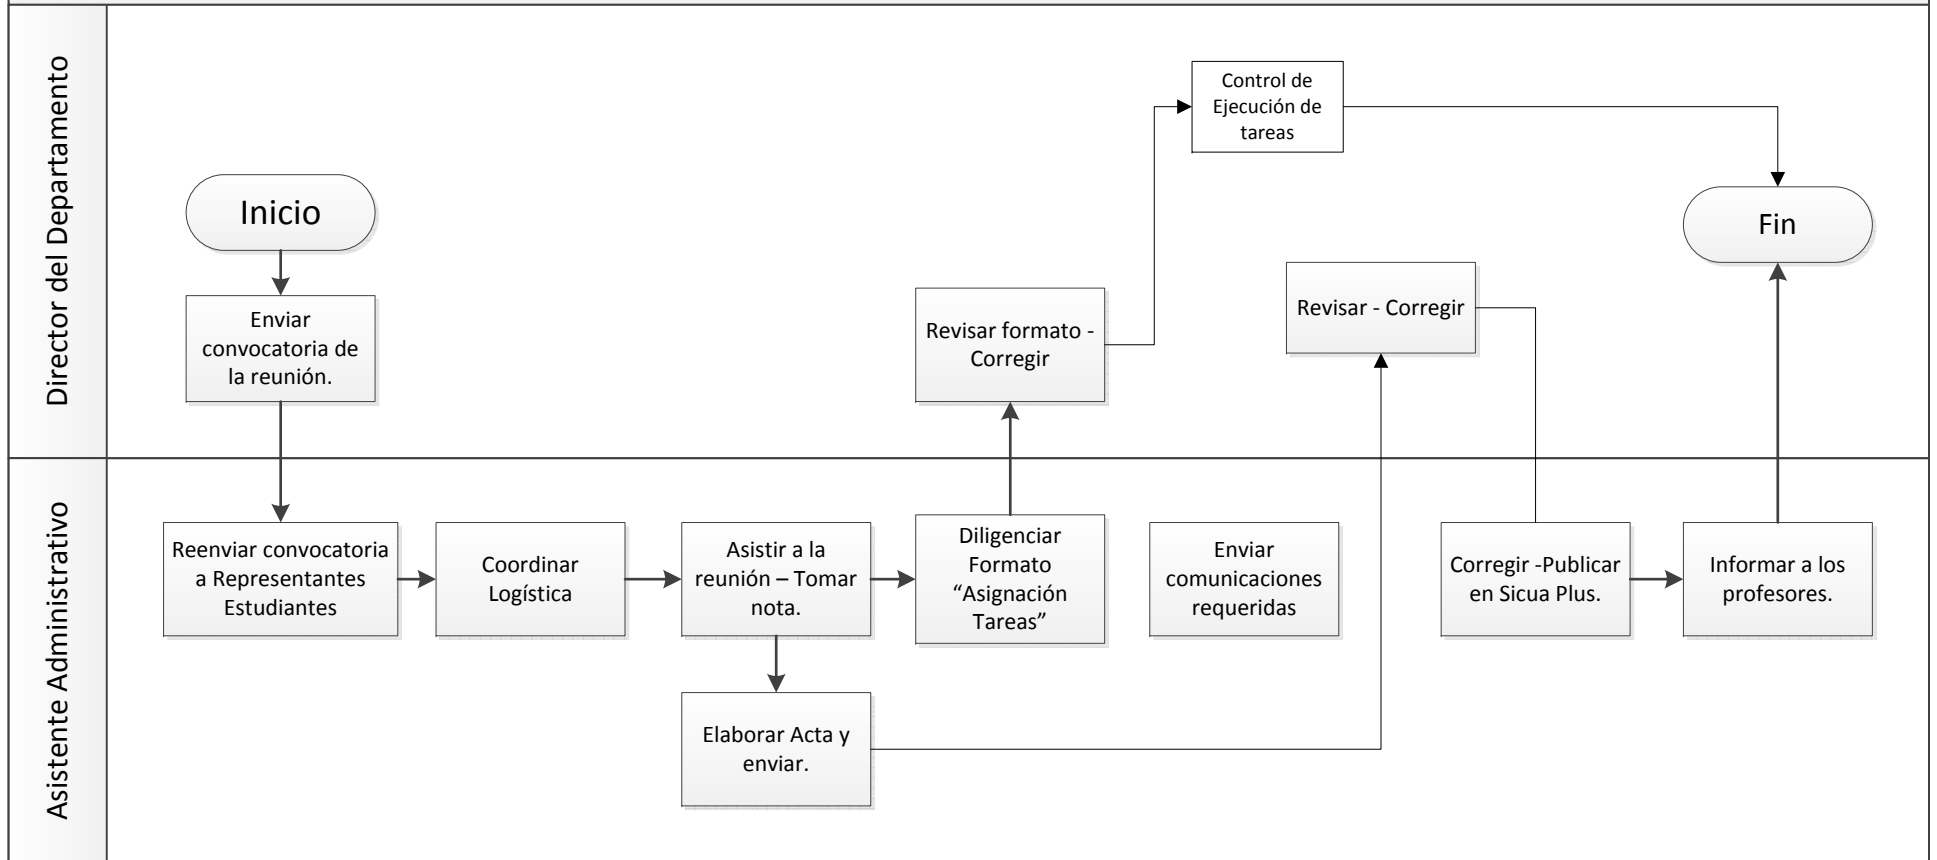 Director del Departamento
Inicio
Enviar
convocatoria de
la reunión.
Revisar formato -
Corregir
Control de
Ejecución de
tareas
Revisar - Corregir
Fin
Asistente Administrativo
Reenviar convocatoria
a Representantes
Estudiantes
Coordinar
Logística
Asistir a la
reunión – Tomar
nota.
Elaborar Acta y
enviar.
Diligenciar
Formato
“Asignación
Tareas”
Enviar
comunicaciones
requeridas
Corregir -Publicar
en Sicua Plus.
Informar a los
profesores.